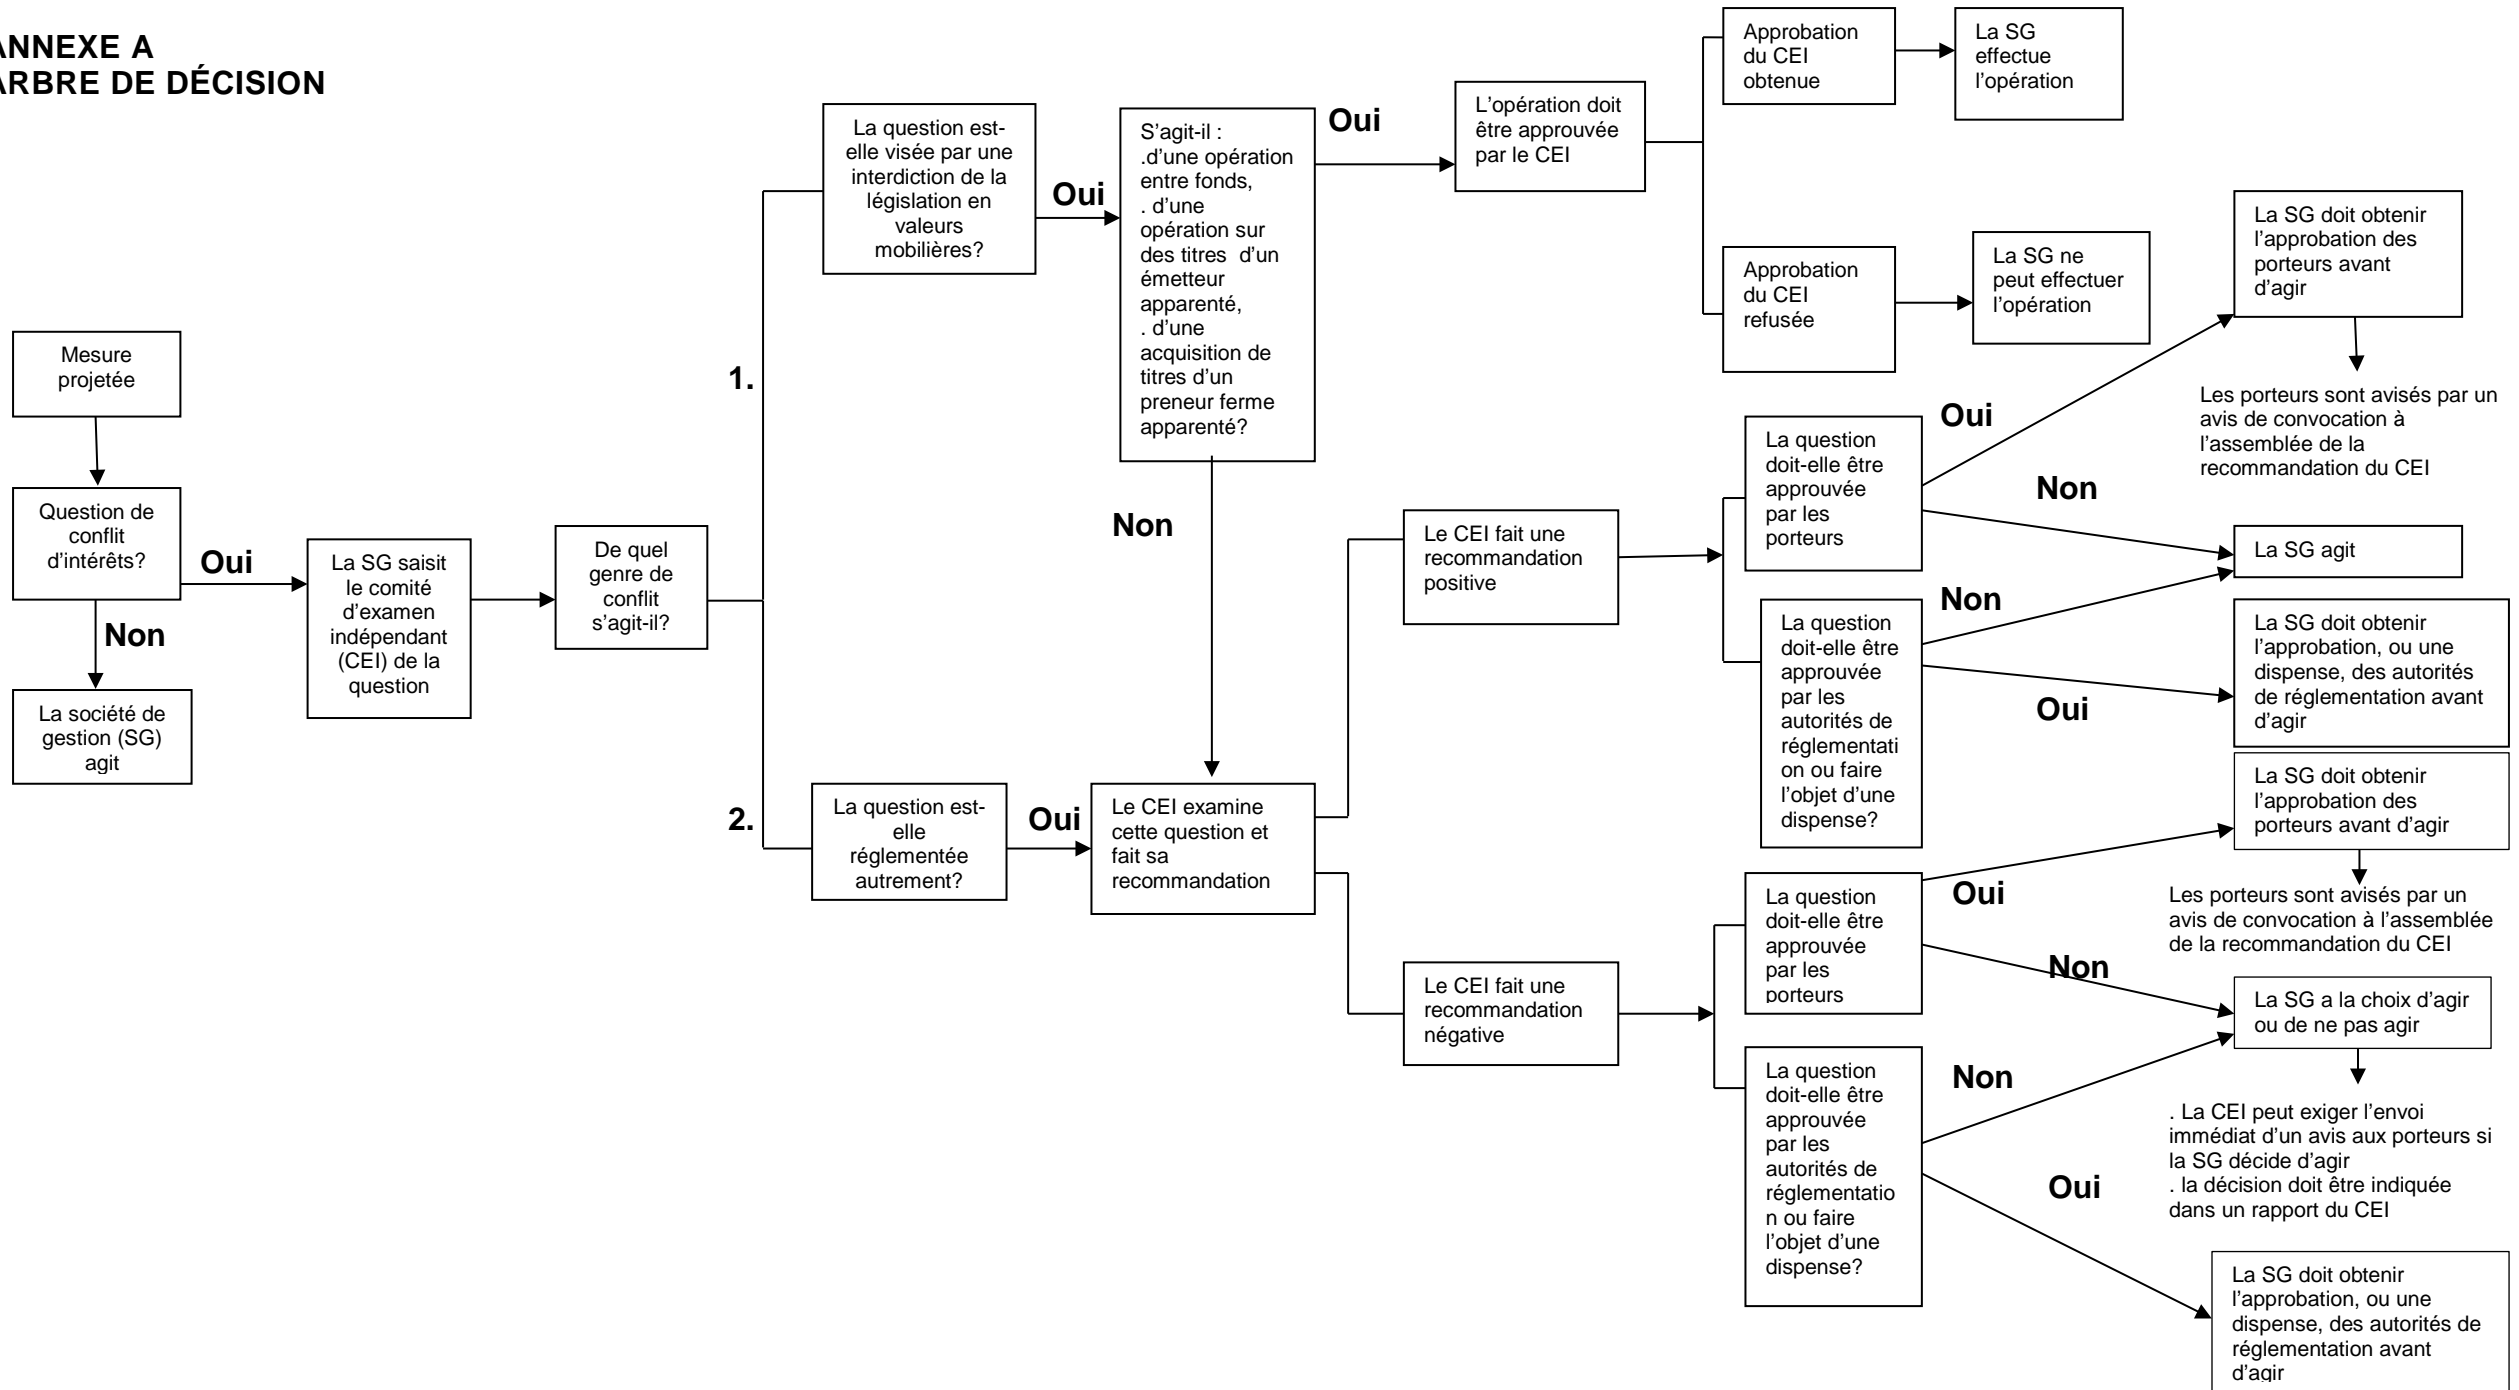 ANNEXE A
ARBRE DE DÉCISION
Mesure
projetée
Question de
conflit
d'intérêts?
Oui
Non
La société de
gestion (SG)
agit
La SG saisit
le comité
d'examen
indépendant
(CEI) de la
question
De quel
genre de
conflit
s'agit-il?
1.
La question est-
elle visée par une
interdiction de la
législation en
valeurs
mobilières?
Oui
S'agit-il :
.d'une opération
entre fonds,
. d'une
opération sur
des titres d'un
émetteur
apparenté,
. d'une
acquisition de
titres d'un
preneur ferme
apparenté?
Oui
L'opération doit
être approuvée
par le CEI
Approbation
du CEI
obtenue
La SG
effectue
l'opération
Approbation
du CEI
refusée
La SG ne
peut effectuer
l'opération
Non
2.
La question est-
elle
réglementée
autrement?
Oui
Le CEI examine
cette question et
fait sa
recommandation
Le CEI fait une
recommandation
positive
La question
doit-elle être
approuvée
par les
porteurs
Oui
La SG doit obtenir
l'approbation des
porteurs avant
d'agir
Les porteurs sont avisés par un
avis de convocation à
l'assemblée de la
recommandation du CEI
Non
La SG agit
La question
doit-elle être
approuvée
par les
autorités de
réglementati
on ou faire
l'objet d'une
dispense?
Non
Oui
La SG doit obtenir
l'approbation, ou une
dispense, des autorités
de réglementation avant
d'agir
Le CEI fait une
recommandation
négative
La question
doit-elle être
approuvée
par les
porteurs
Oui
La SG doit obtenir
l'approbation des
porteurs avant d'agir
Les porteurs sont avisés par un
avis de convocation à l'assemblée
de la recommandation du CEI
Non
La SG a la choix d'agir
ou de ne pas agir
. La CEI peut exiger l'envoi
immédiat d'un avis aux porteurs si
la SG décide d'agir
. la décision doit être indiquée
dans un rapport du CEI
La question
doit-elle être
approuvée
par les
autorités de
réglementatio
n ou faire
l'objet d'une
dispense?
Non
Oui
La SG doit obtenir
l'approbation, ou une
dispense, des autorités de
réglementation avant
d'agir